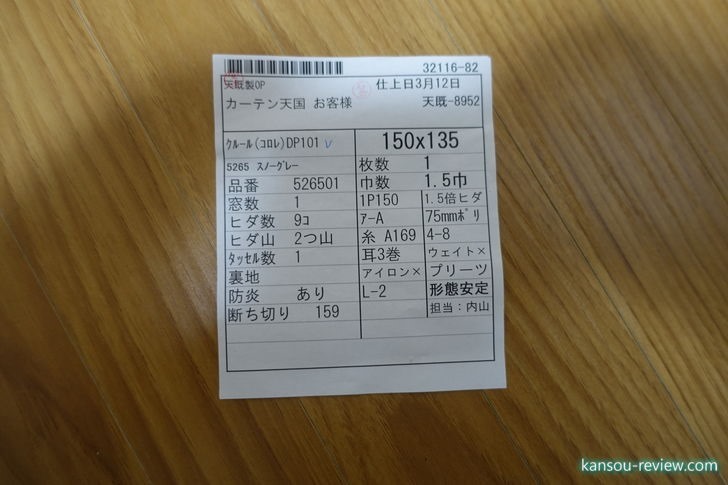 32116-82
天既製OP 仕上日3月12日
カーテン天国 お客様 天既-8952
ｸﾙｰﾙ(ｺﾛﾚ)DP101 ✓ 150x135
5265 ｽﾉｰｸﾞﾚｰ 枚数 1
品番 526501 巾数 1.5巾
窓数 1 1P150 1.5倍ヒダ
ヒダ数 9ｺ ｱｰA 75mmﾎﾟﾘ
ヒダ山 2つ山 糸 A169 4-8
ﾀｯｾﾙ数 1 耳3巻 ウェイト×
裏地 アイロン× プリーツ
防炎 あり L-2 形態安定
断ち切り 159 担当：内山
kansou-review.com